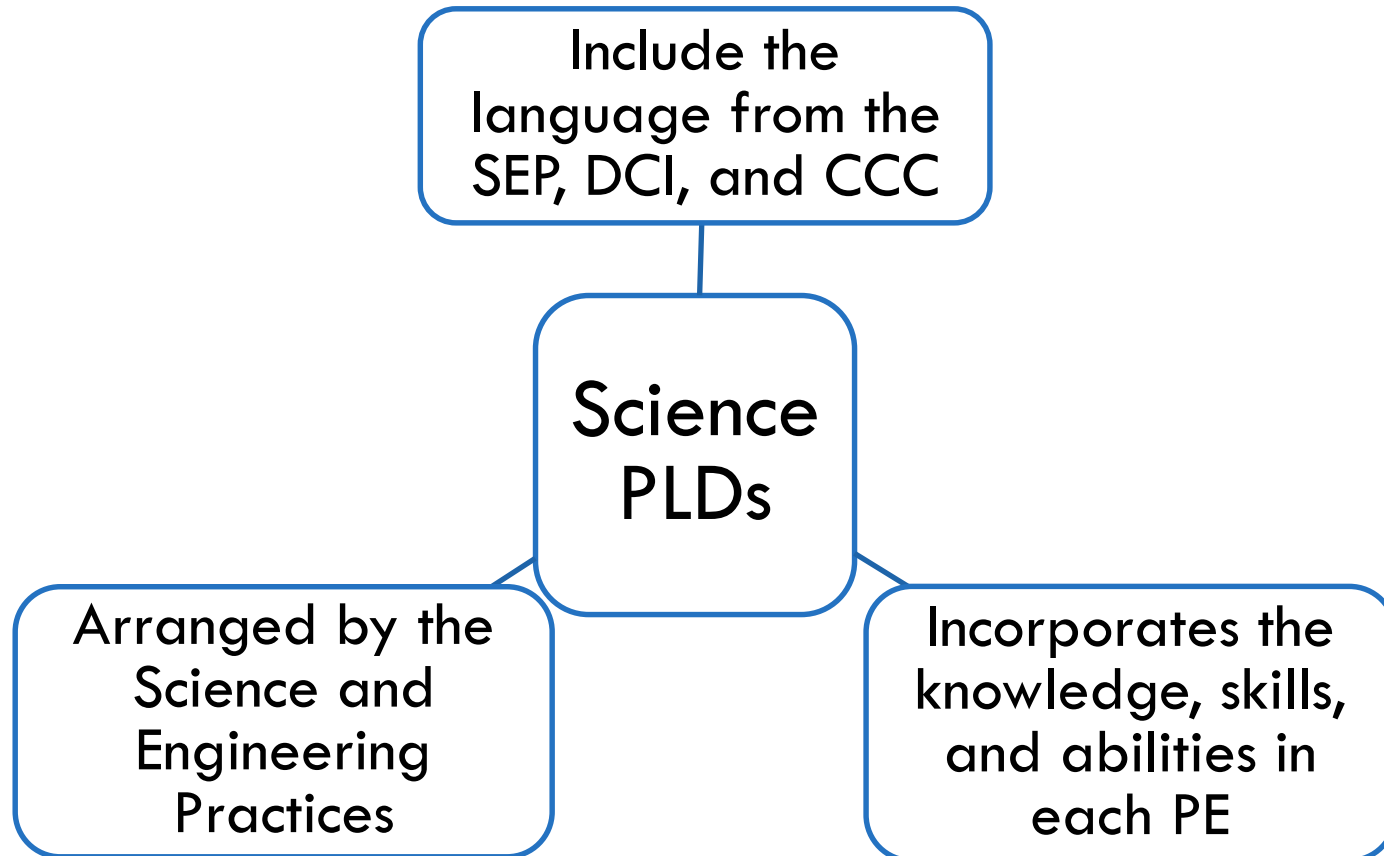 Include the
language from the
SEP, DCI, and CCC
Science
PLDs
Arranged by the
Science and
Engineering
Practices
Incorporates the
knowledge, skills,
and abilities in
each PE